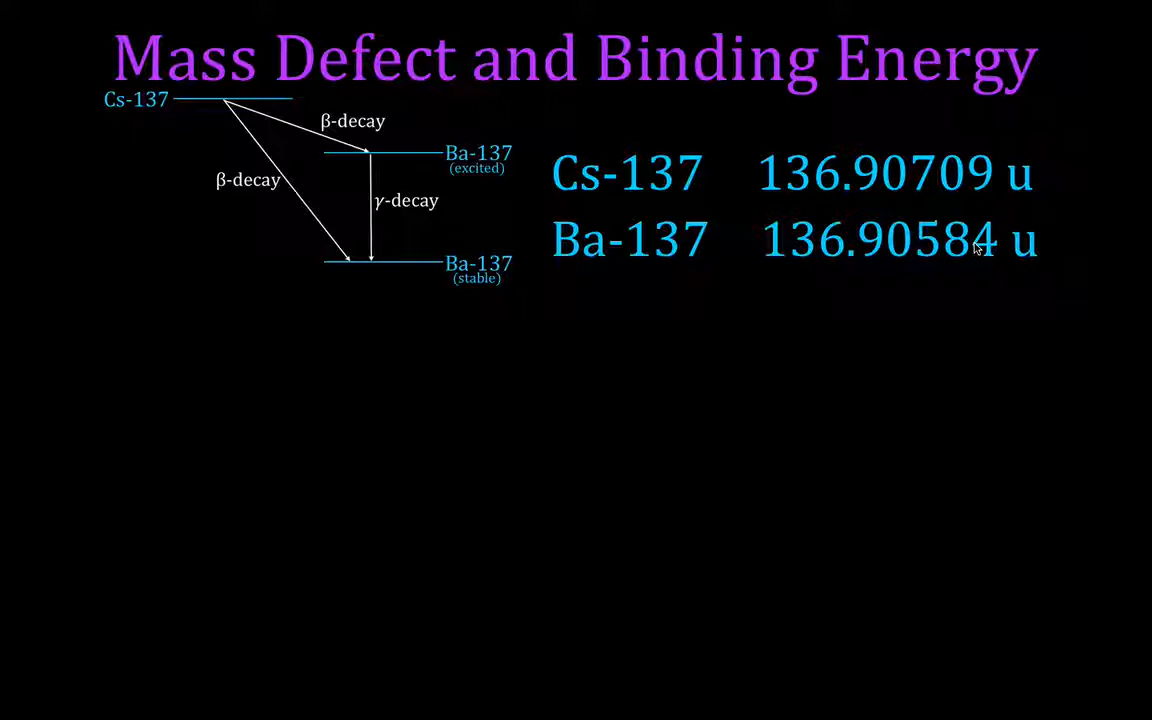 Mass Defect and Binding Energy
Cs-137
β-decay
Ba-137
(excited)
β-decay
γ-decay
Ba-137
(stable)
Cs-137 136.90709 u
Ba-137 136.90584 u